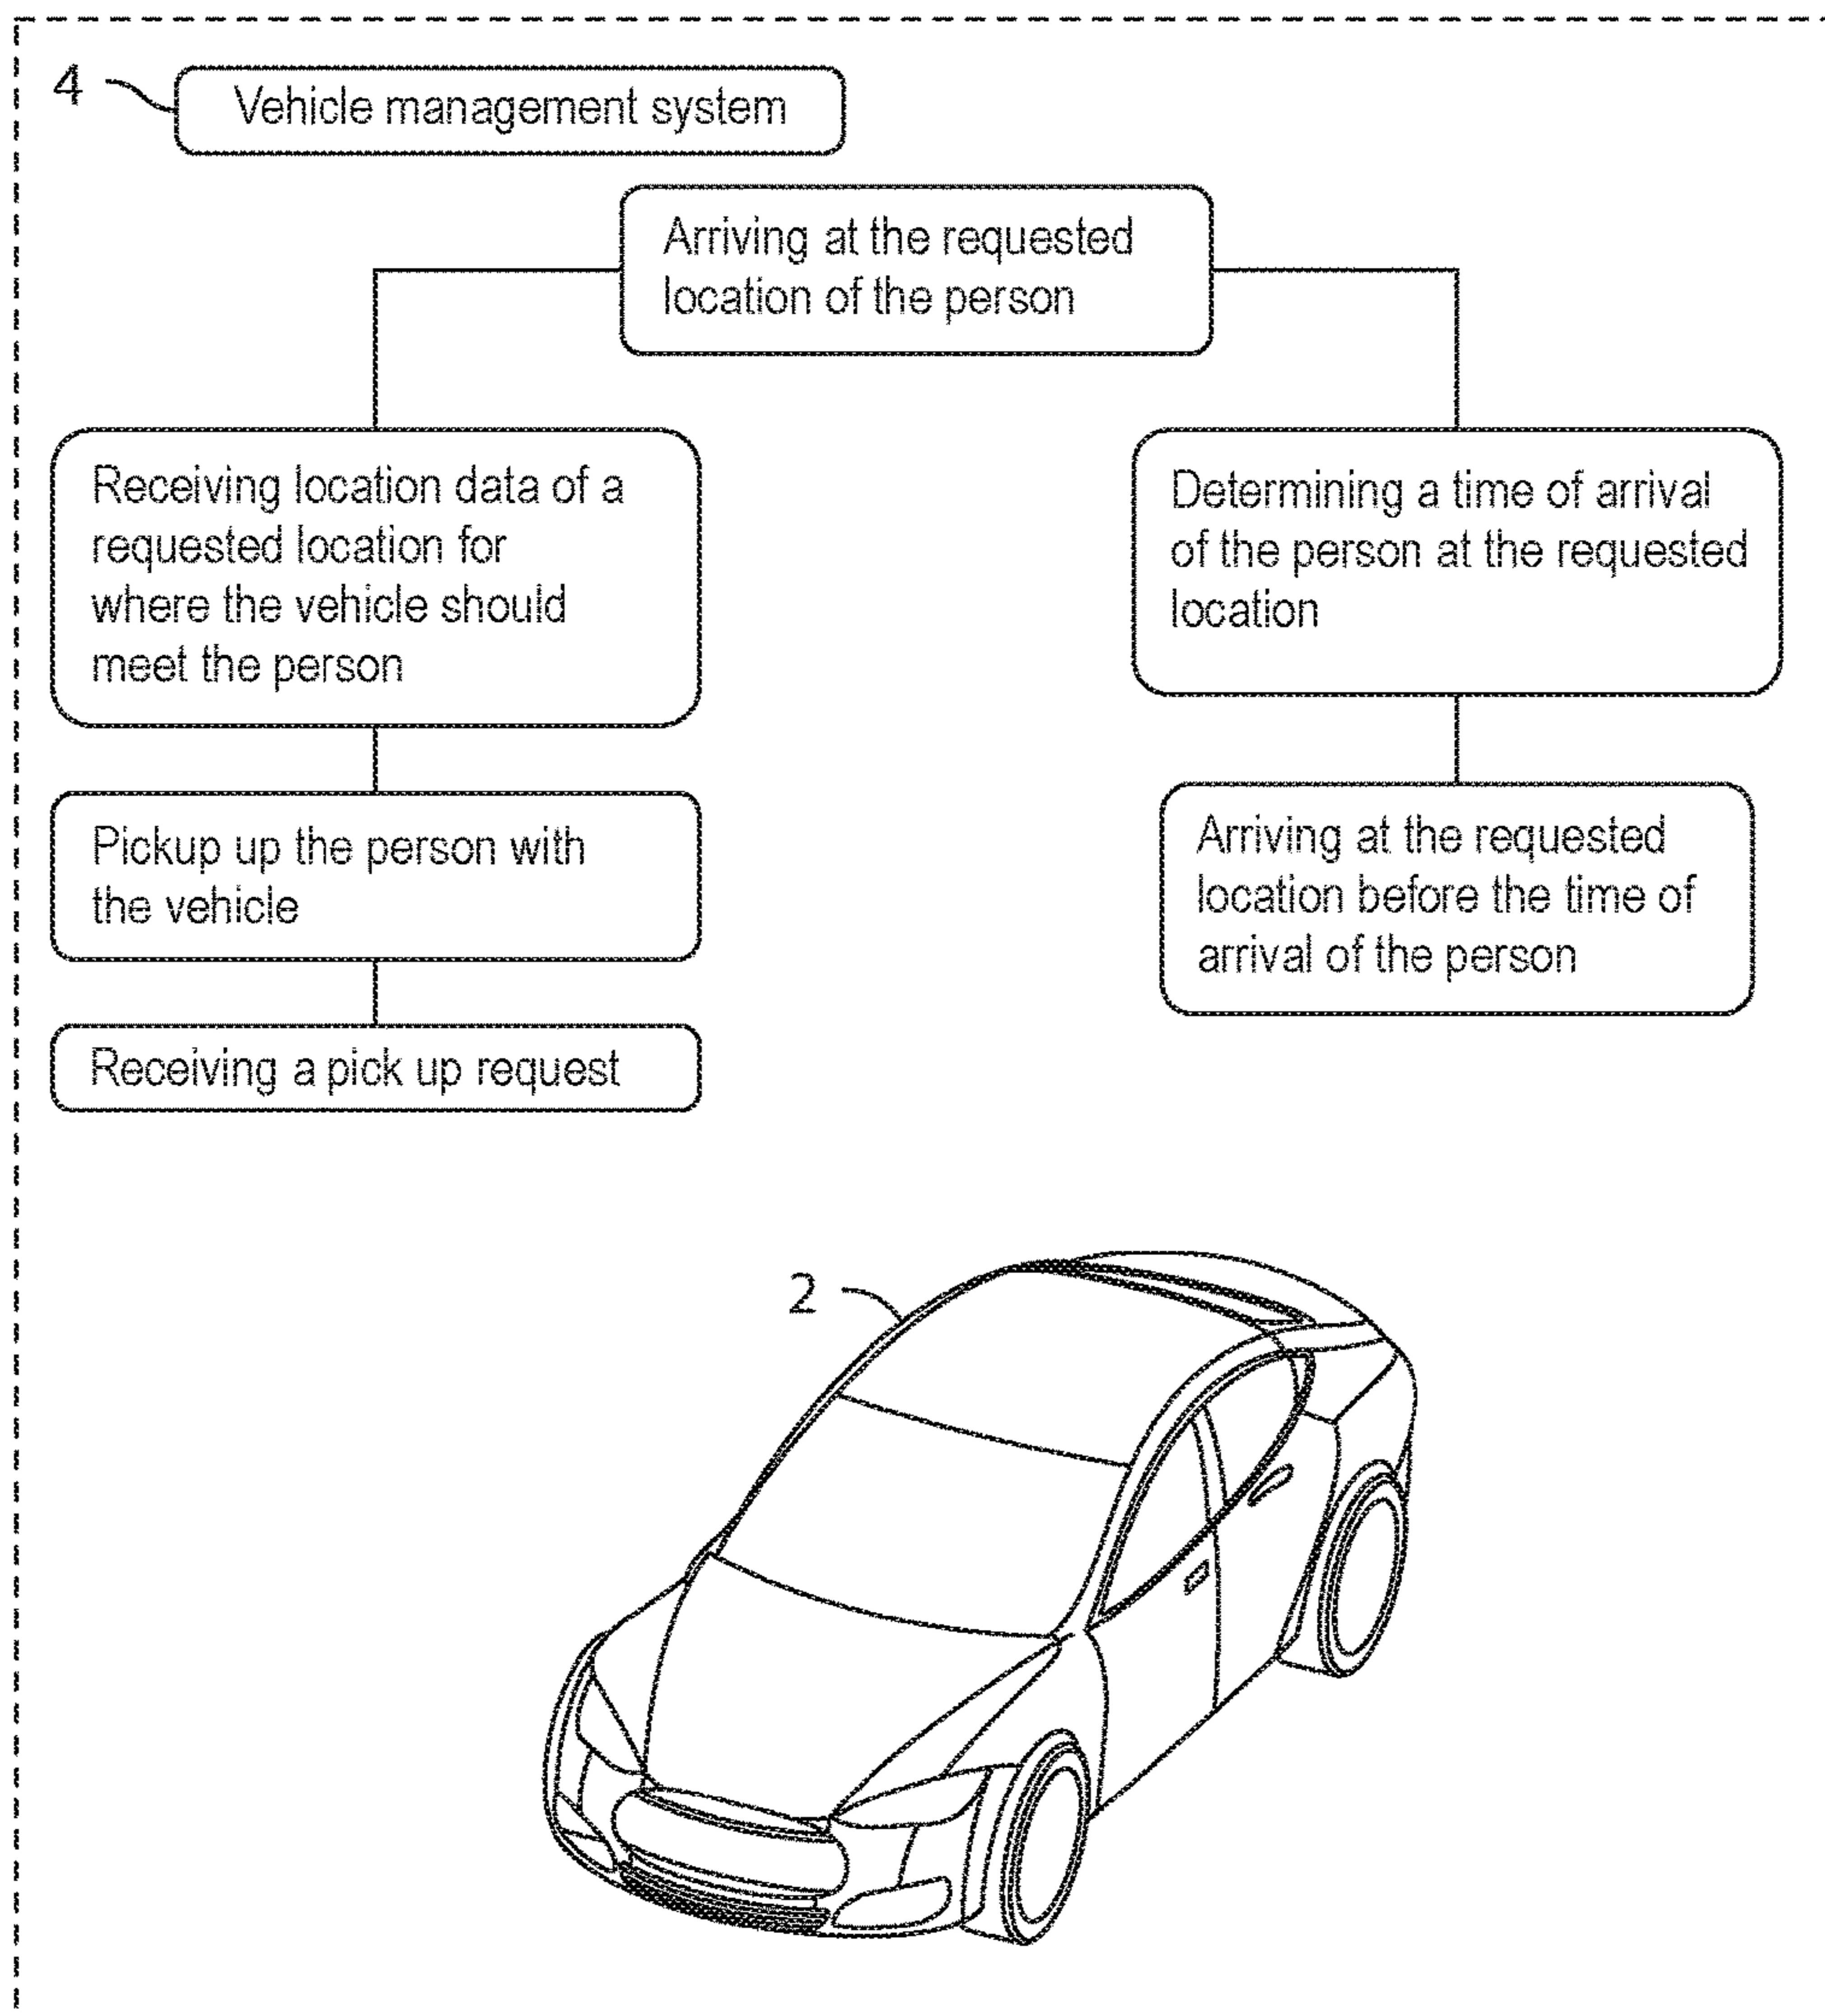 4
Vehicle management system
Arriving at the requested
location of the person
Receiving location data of a
requested location for
where the vehicle should
meet the person
Determining a time of arrival
of the person at the requested
location
Pickup up the person with
the vehicle
Arriving at the requested
location before the time of
arrival of the person
Receiving a pick up request
2